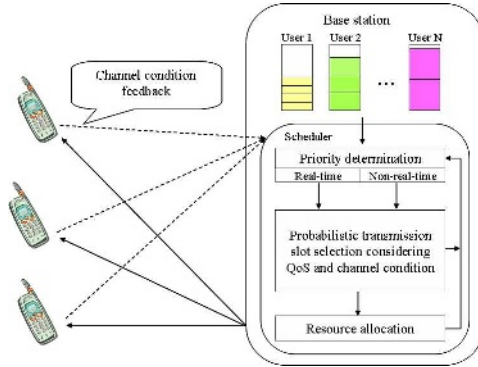 Base station
User 1 User 2 User N
...
Channel condition
feedback
Scheduler
Priority determination
Real-time Non-real-time
Probabilistic transmission
slot selection considering
QoS and channel condition
Resource allocation